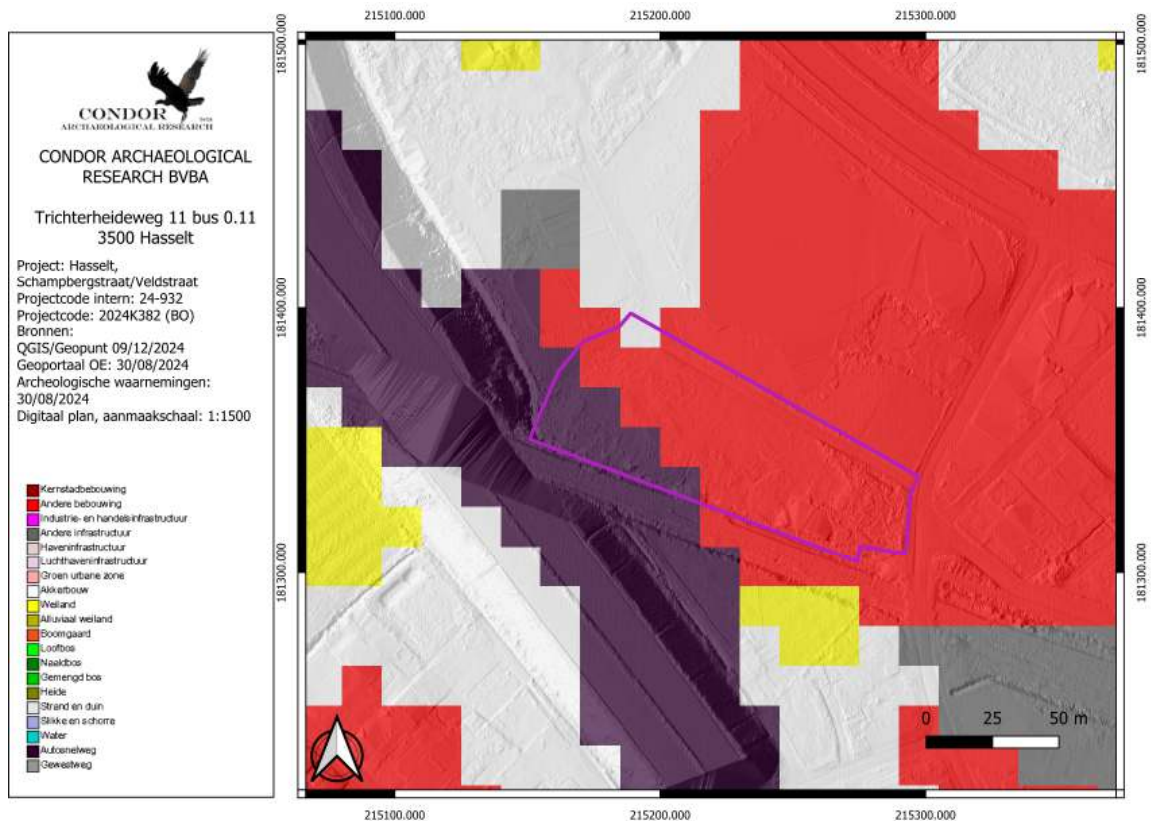 215100.000
215200.000
215300.000
181500.000
181500.000
CONDOR
ARCHAEOLOGICAL RESEARCH
CONDOR ARCHAEOLOGICAL
RESEARCH BVBA
Trichterheideweg 11 bus 0.11
3500 Hasselt
Project: Hasselt,
Schampbergstraat/Veldstraat
Projectcode intern: 24-932
Projectcode: 2024K382 (BO)
Bronnen:
QGIS/Geopunt 09/12/2024
Geoportaal OE: 30/08/2024
Archeologische waarnemingen:
30/08/2024
Digitaal plan, aanmaakschaal: 1:1500
181400.000
181400.000
Kernstadbebouwing
Andere bebouwing
Industrie- en handelsinfrastructuur
Andere infrastructuur
Haveninfrastructuur
Luchthaveninfrastructuur
Groen urbane zone
Akkerbouw
Weiland
Alluviaal weiland
Boomgaard
Loofbos
Naaldbos
Gemengd bos
Heide
Strand en duin
Slikke en schorre
Water
Autosnelweg
Gewestweg
181300.000
181300.000
0 25 50 m
215100.000
215200.000
215300.000